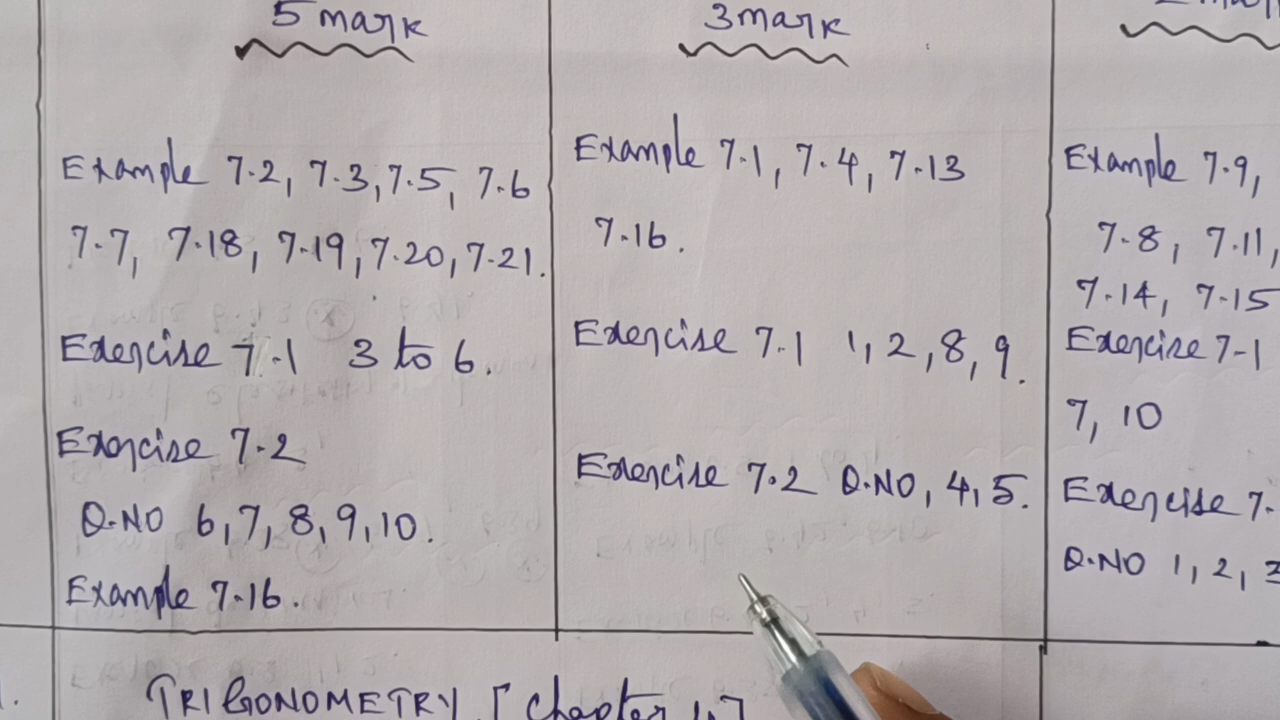 5 mark
Example 7.2, 7.3, 7.5, 7.6
7.7, 7.18, 7.19, 7.20, 7.21.
Exercise 7.1 3 to 6.
Exercise 7.2
Q.NO 6, 7, 8, 9, 10.
Example 7.16.
3 mark
Example 7.1, 7.4, 7.13
7.16.
Exercise 7.1 1, 2, 8, 9.
Exercise 7.2 Q.NO, 4, 5.
Example 7.9,
7.8, 7.11,
7.14, 7.15
Exercise 7-1
7, 10
Exercise 7.
Q.NO 1, 2, 3
TRIGONOMETRY [Chapter